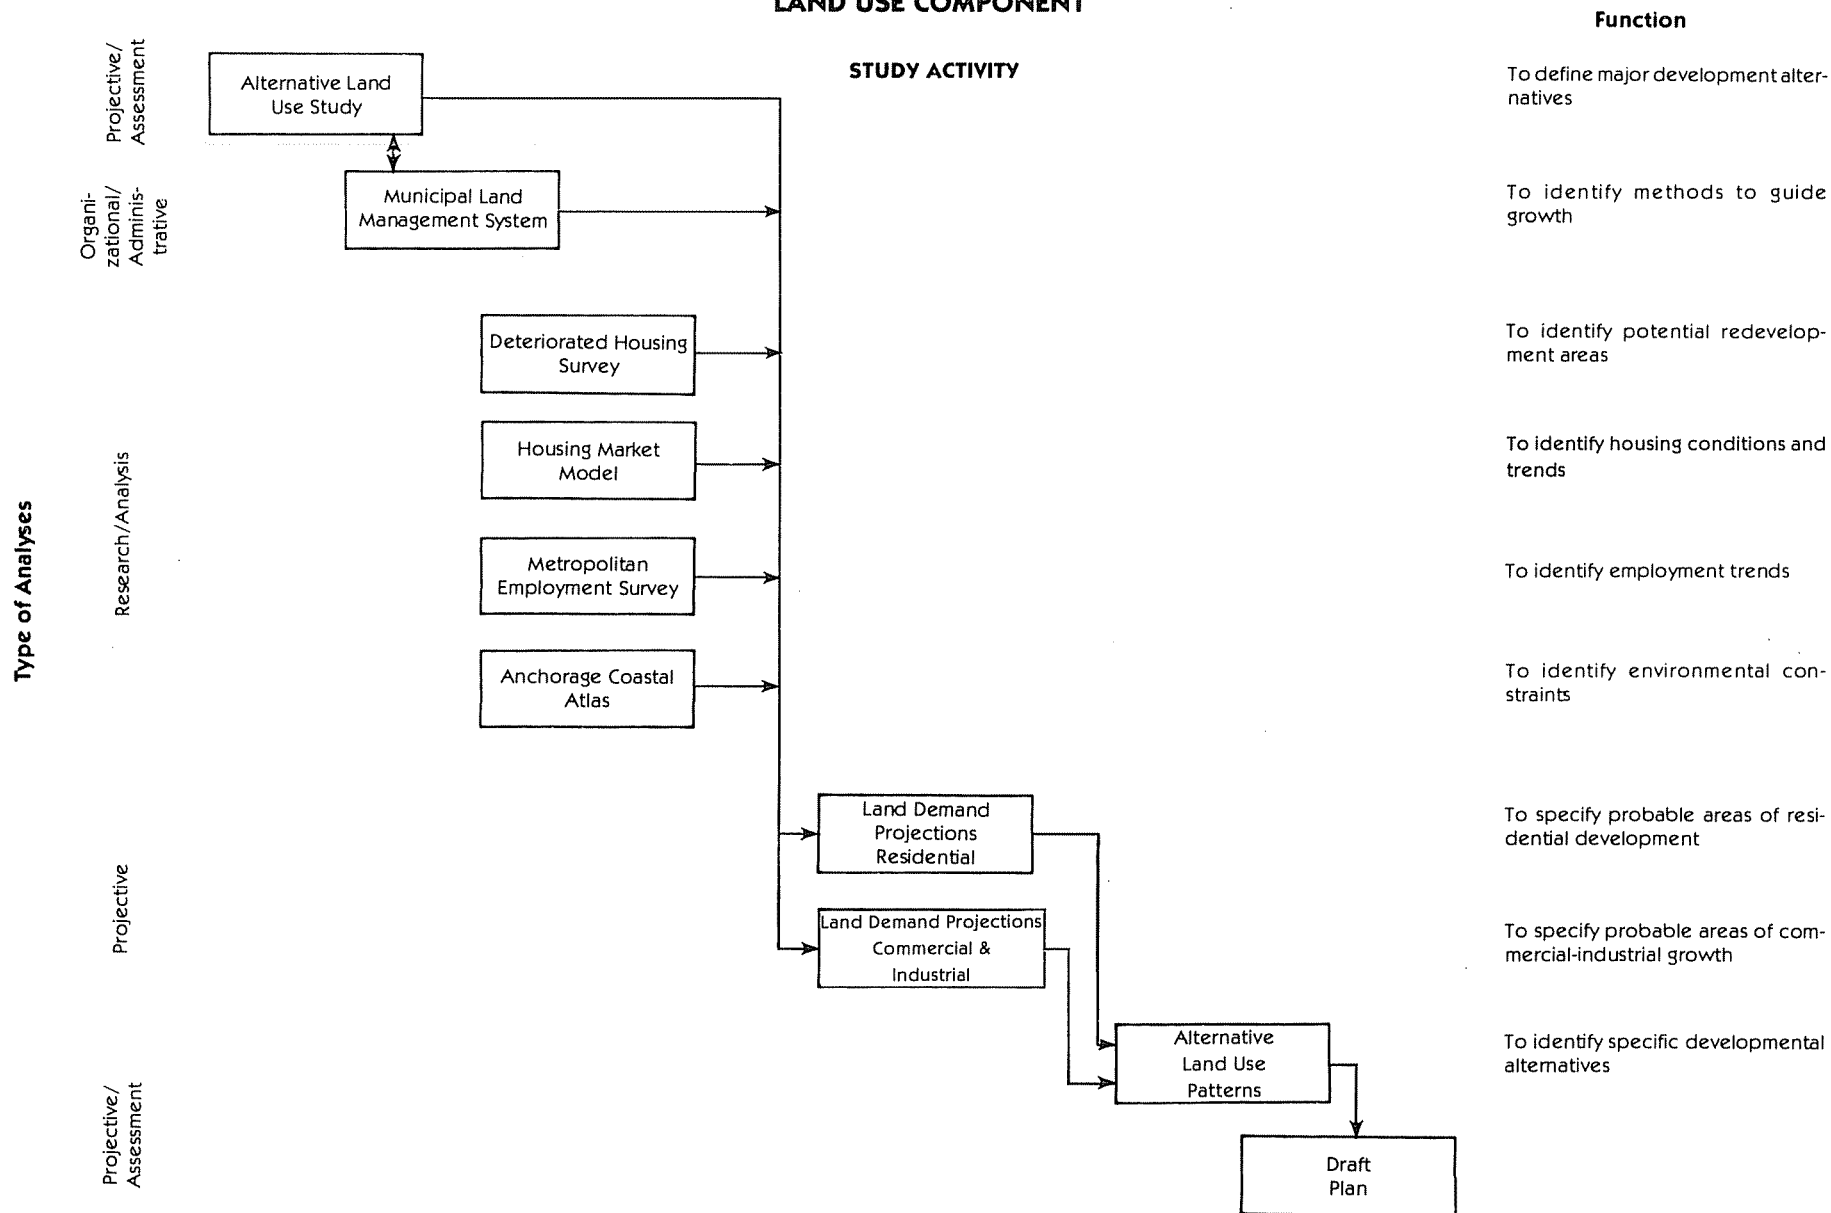 LAND USE COMPONENT
Function
STUDY ACTIVITY
Projective/
Assessment
Alternative Land
Use Study
To define major development alter-
natives
Organi-
zational/
Adminis-
trative
Municipal Land
Management System
To identify methods to guide
growth
Type of Analyses
Research/Analysis
Deteriorated Housing
Survey
To identify potential redevelop-
ment areas
Housing Market
Model
To identify housing conditions and
trends
Metropolitan
Employment Survey
To identify employment trends
Anchorage Coastal
Atlas
To identify environmental con-
straints
Projective
Land Demand
Projections
Residential
To specify probable areas of resi-
dential development
Land Demand Projections
Commercial &
Industrial
To specify probable areas of com-
mercial-industrial growth
Projective/
Assessment
Alternative
Land Use
Patterns
To identify specific developmental
alternatives
Draft
Plan